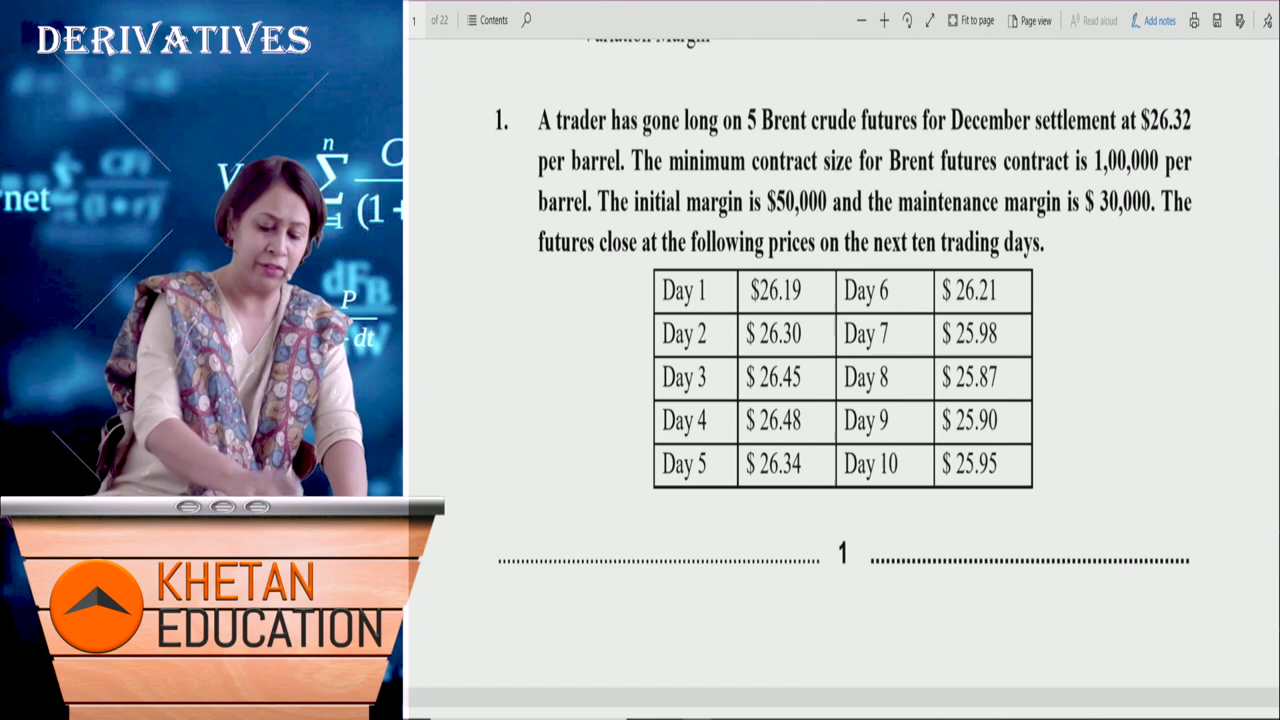 DERIVATIVES
1 of 22 Contents Fit to page Page view Read aloud Add notes
Variation Margin
1. A trader has gone long on 5 Brent crude futures for December settlement at $26.32
per barrel. The minimum contract size for Brent futures contract is 1,00,000 per
barrel. The initial margin is $50,000 and the maintenance margin is $ 30,000. The
futures close at the following prices on the next ten trading days.
Day 1 $26.19 Day 6 $ 26.21
Day 2 $ 26.30 Day 7 $ 25.98
Day 3 $ 26.45 Day 8 $ 25.87
Day 4 $ 26.48 Day 9 $ 25.90
Day 5 $ 26.34 Day 10 $ 25.95
1
net
n
(1+
P
dt
KHETAN
EDUCATION